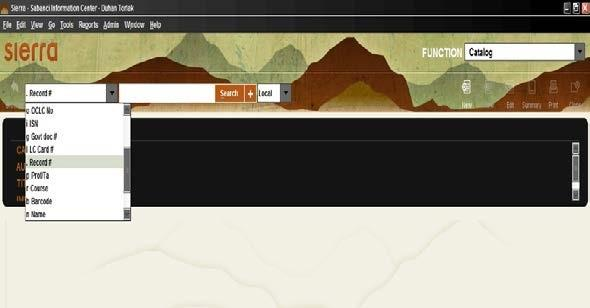 Sierra - Sabanci Information Center - Duhan Torlak
File Edit View Go Tools Reports Admin Window Help
sierra
FUNCTION Catalog
. Record # Search + Local
New Edit Summary Print Close
o OCLC No
i ISN
g Govt doc #
l LC Card #
. Record #
p Prof/Ta
r Course
b Barcode
n Name
CA
AU
TIT